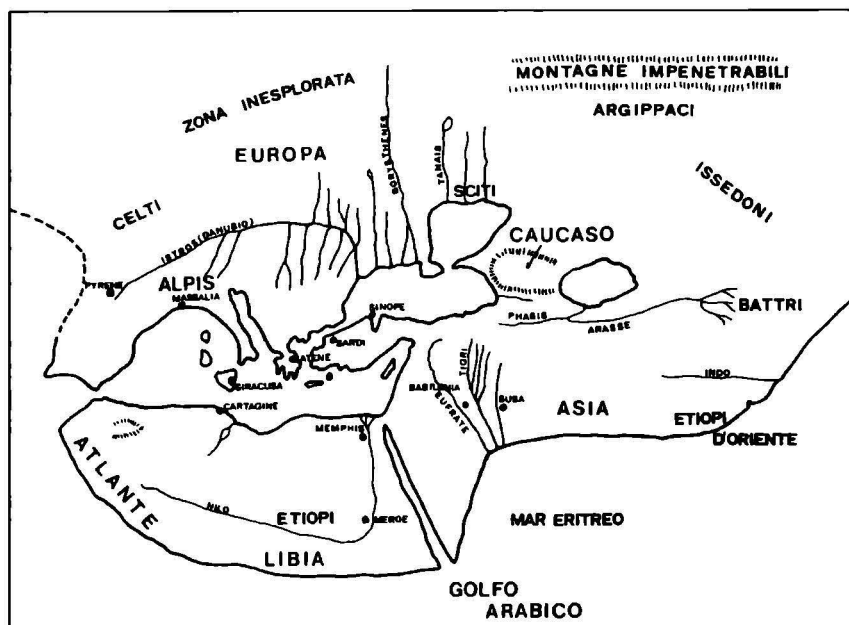 MONTAGNE IMPENETRABILI
ARGIPPACI
ZONA INESPLORATA
EUROPA
BORYSTHENES
TANAIS
SCITI
ISSEDONI
CELTI
ISTROS (DANUBIO)
CAUCASO
PYRENE
ALPIS
MASSALIA
SINOPE
PHASIS
ARASSE
BATTRI
SARDI
ATENE
SIRACUSA
CARTAGINE
BABILONIA
EUFRATE
TIGRI
SUSA
ASIA
INDO
ETIOPI
D'ORIENTE
MEMPHIS
ATLANTE
NILO
ETIOPI
MEROE
MAR ERITREO
LIBIA
GOLFO
ARABICO